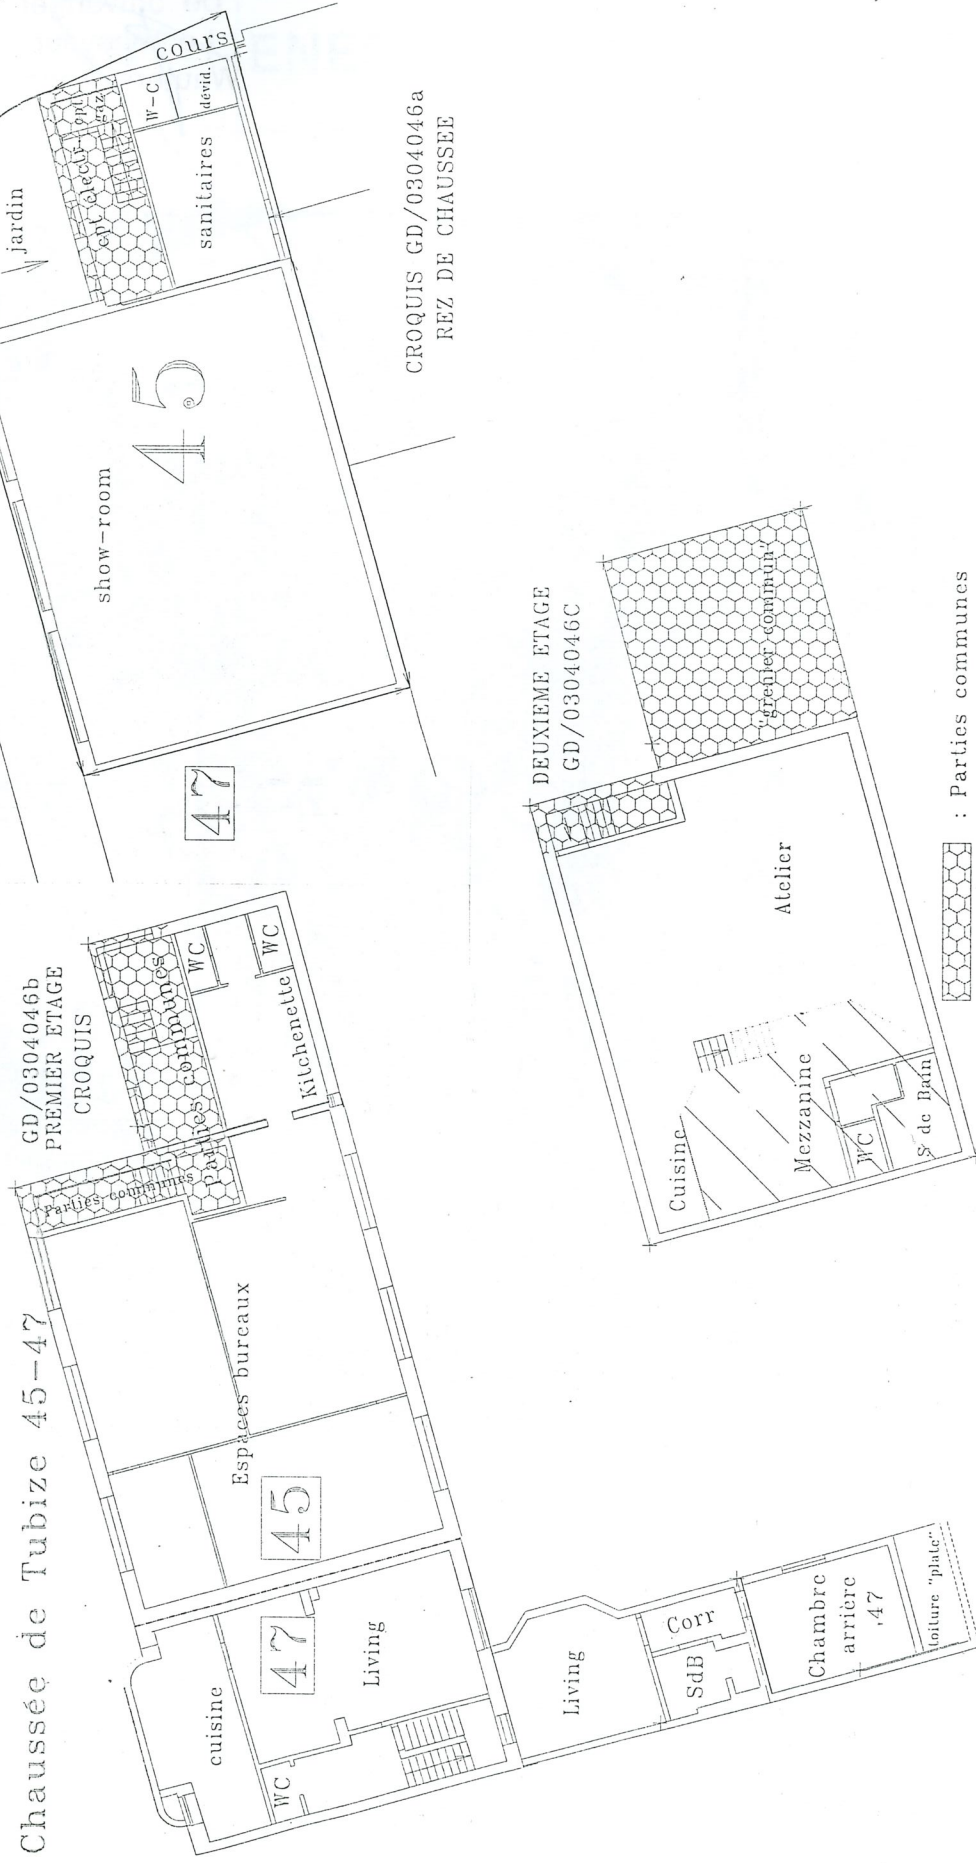 Chaussée de Tubize 45-47
GD/0304046b
PREMIER ETAGE
CROQUIS
Parties communes
Parties communes
WC
WC
Kitchenette
Espaces bureaux
45
47
cuisine
Living
WC
Living
SdB
Corr
Chambre
arrière
47
toiture "plate"
jardin
cours
cpt électr
cpt
gaz
W-C
dévid.
sanitaires
show-room
45
47
CROQUIS GD/0304046a
REZ DE CHAUSSEE
DEUXIEME ETAGE
GD/0304046C
"grenier commun"
Atelier
Cuisine
Mezzanine
WC
S de Bain
: Parties communes